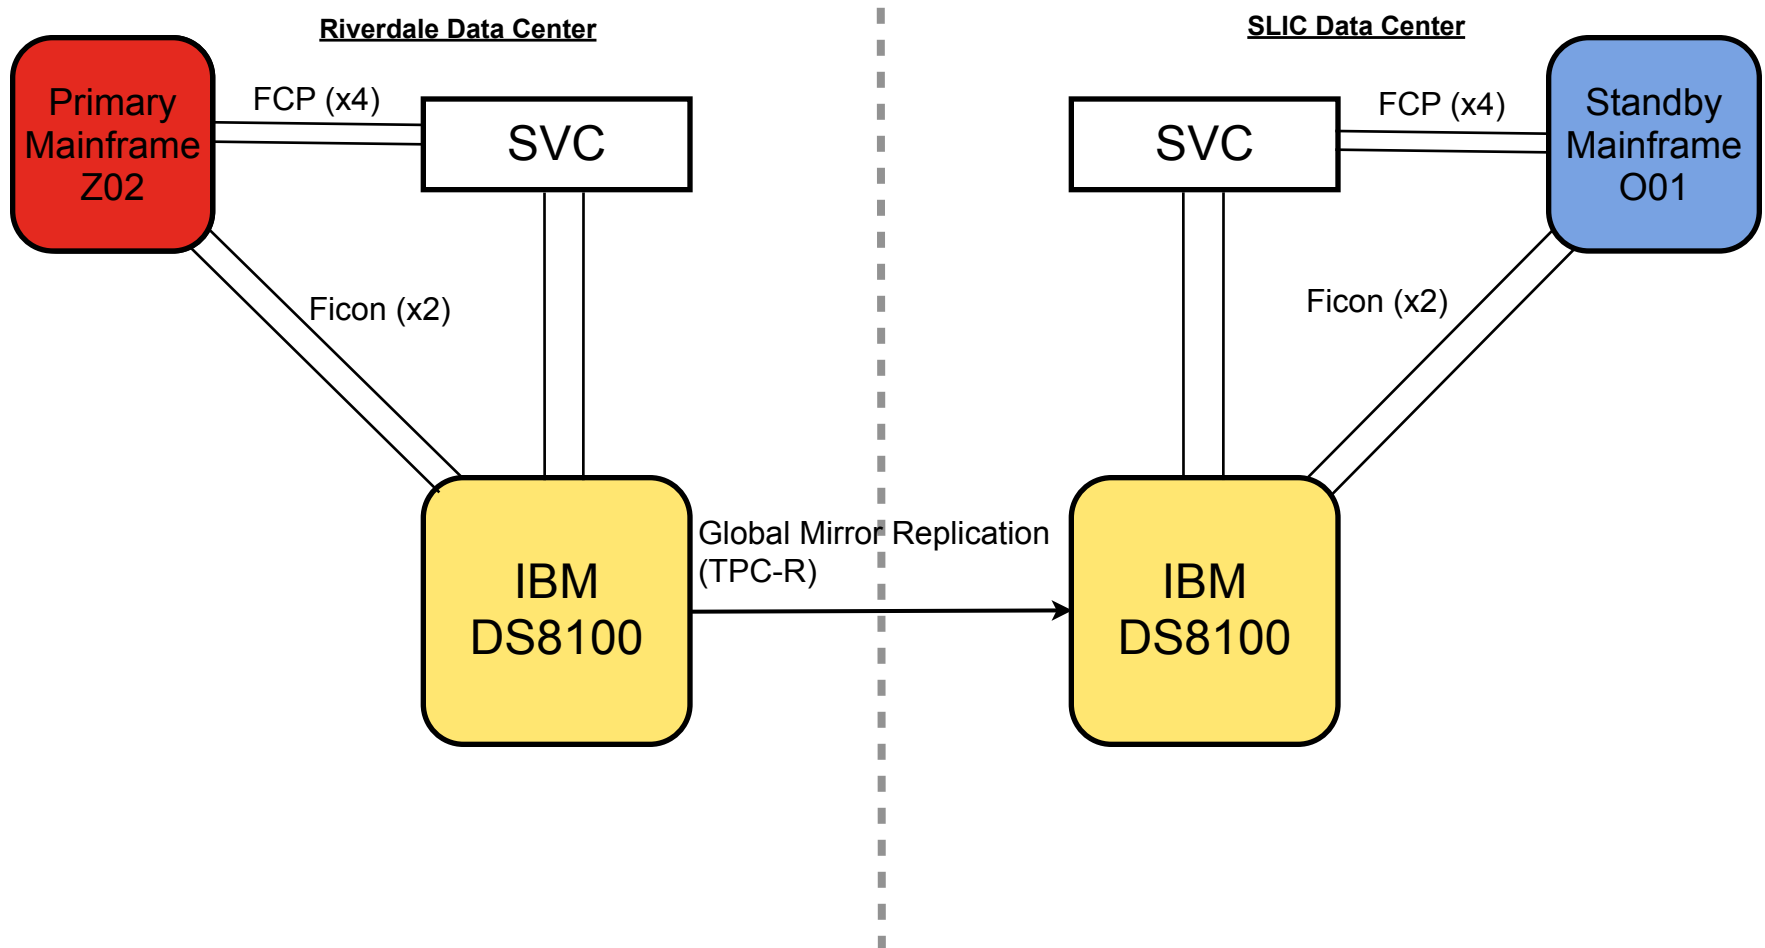 Riverdale Data Center
SLIC Data Center
Primary
Mainframe
Z02
FCP (x4)
SVC
Ficon (x2)
IBM
DS8100
Global Mirror Replication
(TPC-R)
SVC
FCP (x4)
Standby
Mainframe
O01
Ficon (x2)
IBM
DS8100